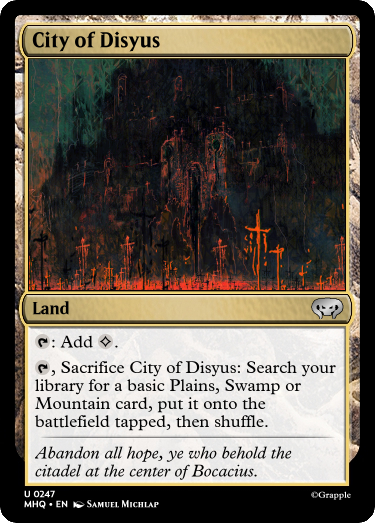 City of Disyus
Land
: Add .
, Sacrifice City of Disyus: Search your
library for a basic Plains, Swamp or
Mountain card, put it onto the
battlefield tapped, then shuffle.
Abandon all hope, ye who behold the
citadel at the center of Bocacius.
U 0247
MHQ • EN SAMUEL MICHLAP
©Grapple